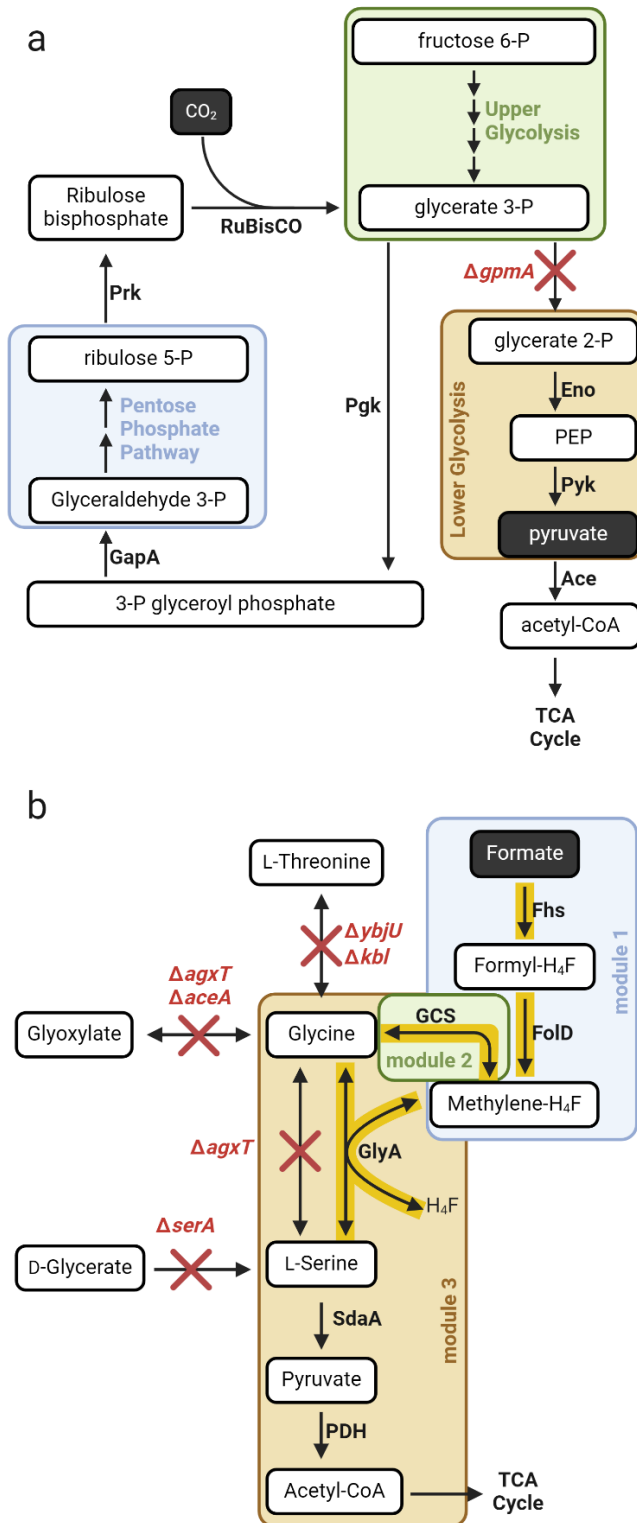 a
fructose 6-P
Upper
Glycolysis
CO₂
Ribulose
bisphosphate
RuBisCO
glycerate 3-P
ΔgpmA
Prk
ribulose 5-P
Pentose
Phosphate
Pathway
Glyceraldehyde 3-P
GapA
3-P glyceroyl phosphate
Pgk
Lower Glycolysis
glycerate 2-P
Eno
PEP
Pyk
pyruvate
Ace
acetyl-CoA
TCA
Cycle
b
L-Threonine
ΔybjU
Δkbl
Formate
Fhs
Formyl-H₄F
FolD
Methylene-H₄F
module 1
ΔagxT
ΔaceA
Glyoxylate
Glycine
GCS
module 2
ΔagxT
GlyA
H₄F
ΔserA
D-Glycerate
L-Serine
SdaA
module 3
Pyruvate
PDH
Acetyl-CoA
TCA
Cycle